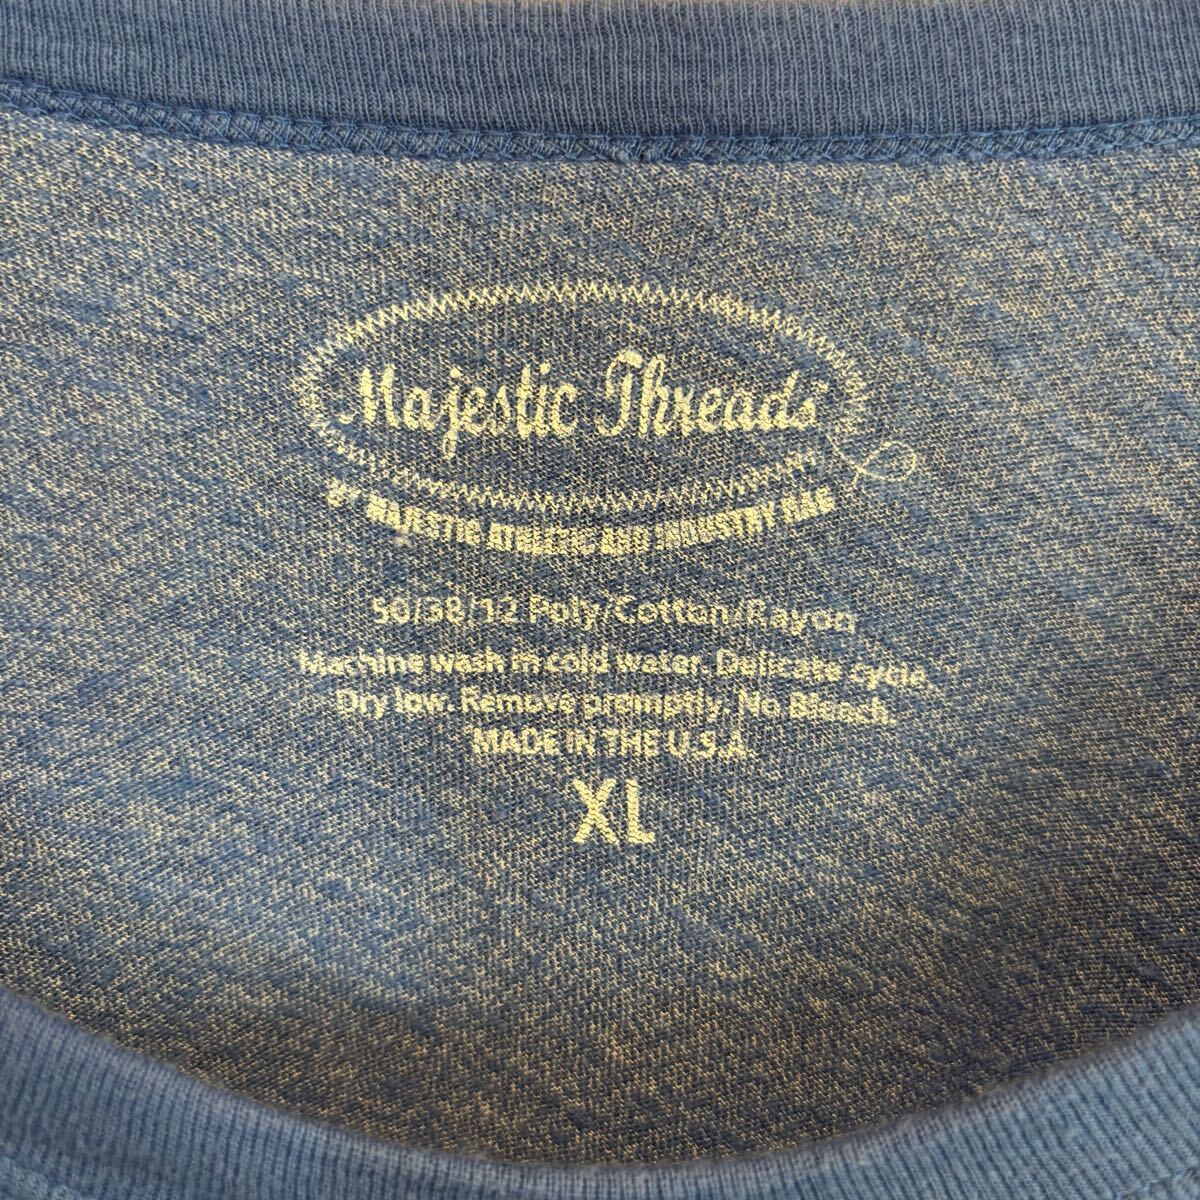 Majestic Threads
BY MAJESTIC ATHLETIC AND INDUSTRY RAG
50/38/12 Poly/Cotton/Rayon
Machine wash in cold water. Delicate cycle.
Dry low. Remove promptly. No Bleach.
MADE IN THE U.S.A.
XL